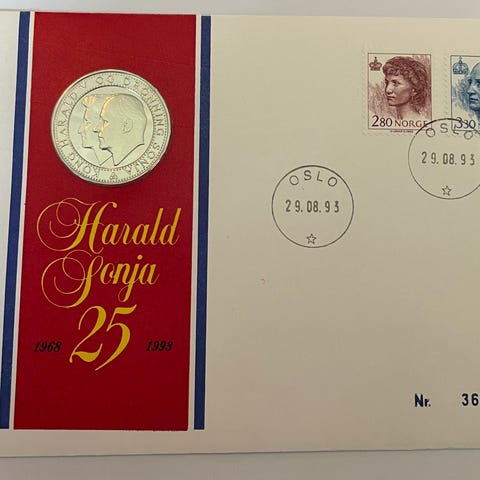 KONG HARALD V OG DRONNING SONJA
Harald
Sonja
25
1968 1993
2.80 NORGE
3.30
OSLO
29.08.93
OSLO
29.08.93
Nr. 36